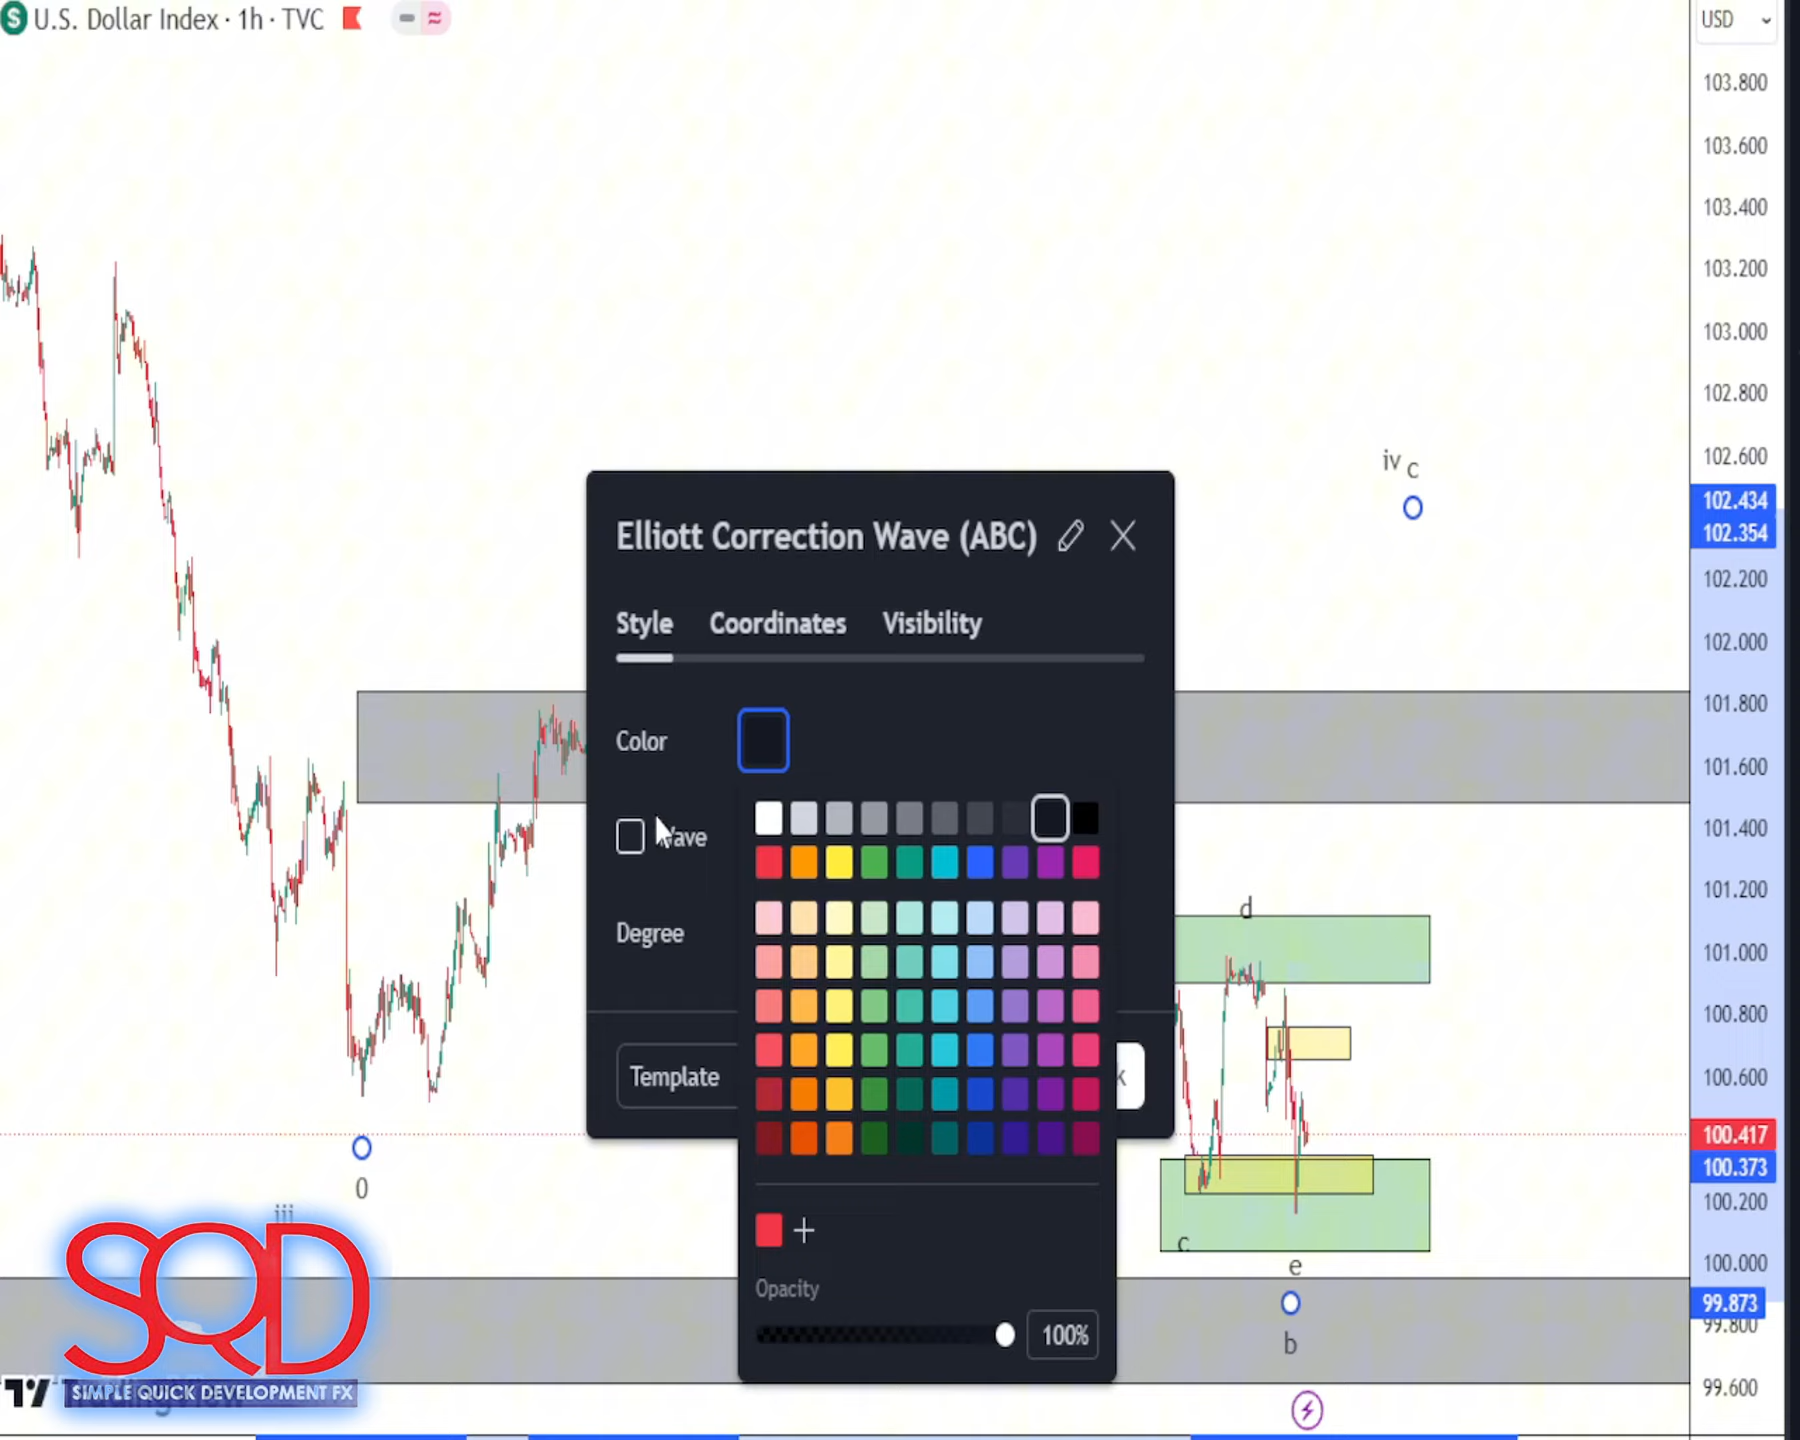 S U.S. Dollar Index · 1h · TVC
USD
103.800
103.600
103.400
103.200
103.000
102.800
102.600
102.434
102.354
102.200
102.000
101.800
101.600
101.400
101.200
101.000
100.800
100.600
100.417
100.373
100.200
100.000
99.873
99.800
99.600
iv c
Elliott Correction Wave (ABC)
Style Coordinates Visibility
Color
Wave
Degree
Template
k
Opacity
100%
d
c
e
b
0
iii
SQD
SIMPLE QUICK DEVELOPMENT FX